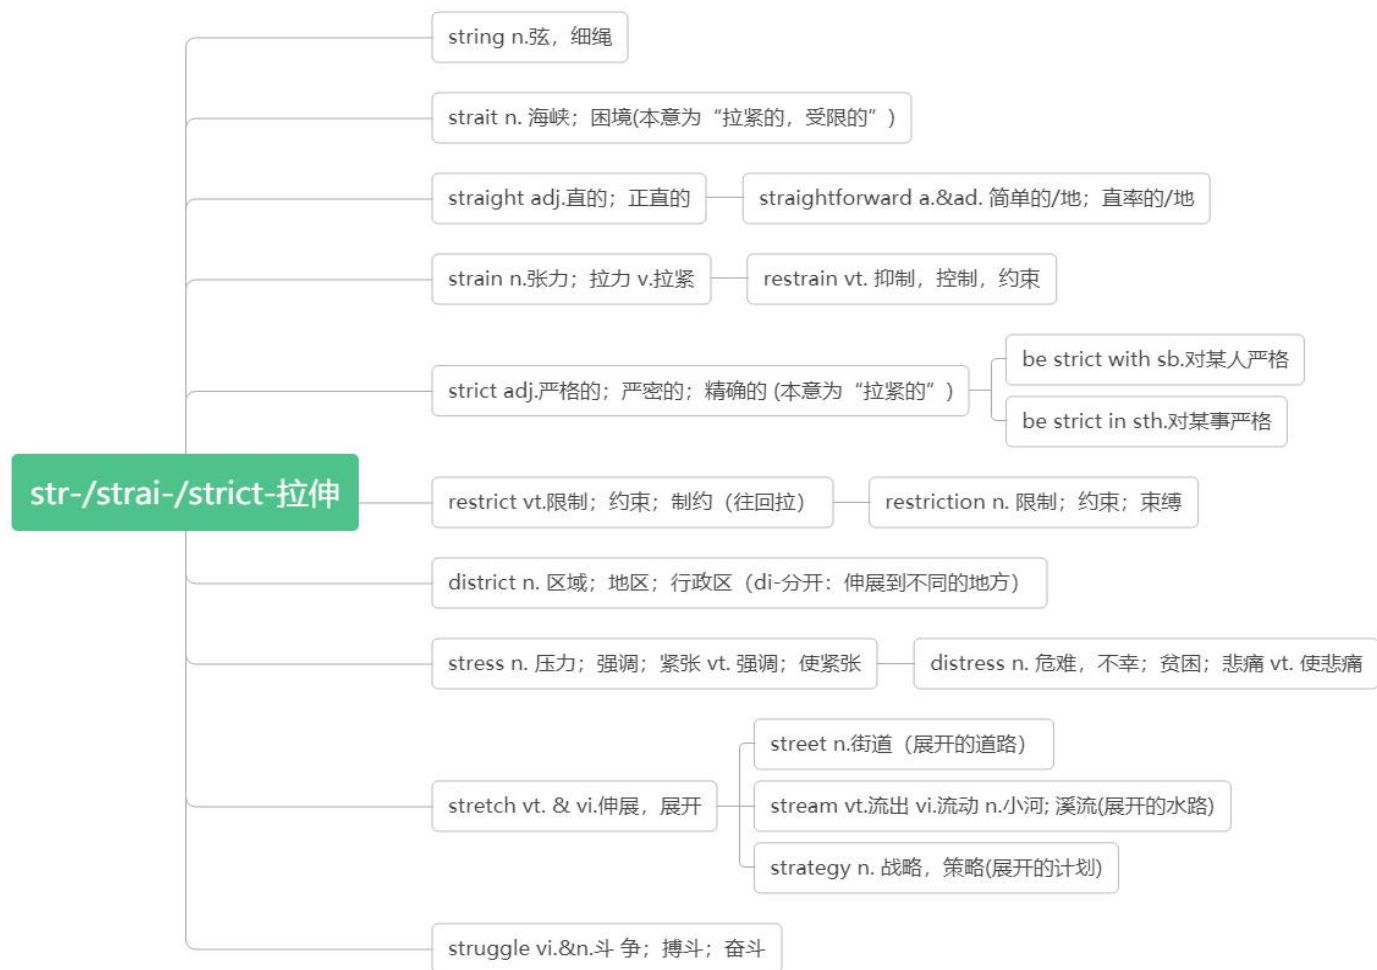 string n.弦，细绳
strait n. 海峡；困境(本意为“拉紧的，受限的”)
straight adj.直的；正直的
straightforward a.&ad. 简单的/地；直率的/地
strain n.张力；拉力 v.拉紧
restrain vt. 抑制，控制，约束
be strict with sb.对某人严格
strict adj.严格的；严密的；精确的 (本意为“拉紧的”)
be strict in sth.对某事严格
str-/strai-/strict-拉伸
restrict vt.限制；约束；制约（往回拉）
restriction n. 限制；约束；束缚
district n. 区域；地区；行政区（di-分开：伸展到不同的地方）
stress n. 压力；强调；紧张 vt. 强调；使紧张
distress n. 危难，不幸；贫困；悲痛 vt. 使悲痛
street n.街道（展开的道路）
stretch vt. & vi.伸展，展开
stream vt.流出 vi.流动 n.小河; 溪流(展开的水路)
strategy n. 战略，策略(展开的计划)
struggle vi.&n.斗 争；搏斗；奋斗